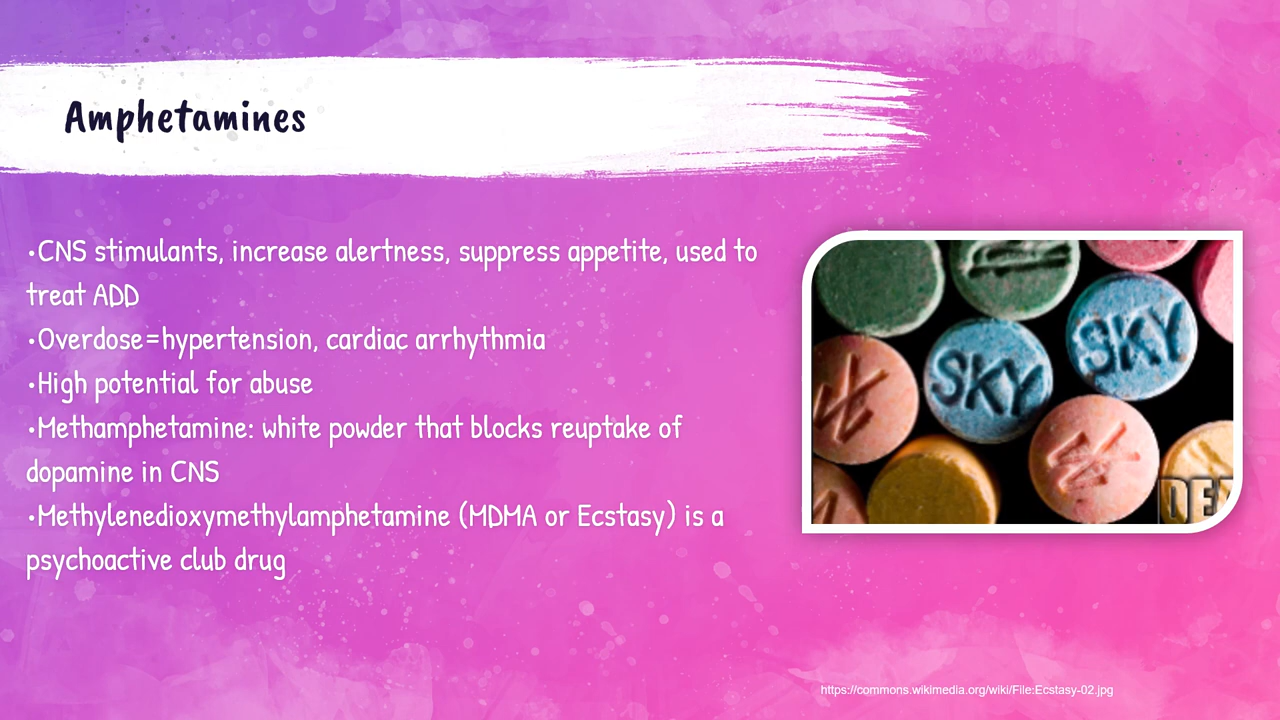 Amphetamines
•CNS stimulants, increase alertness, suppress appetite, used to
treat ADD
•Overdose=hypertension, cardiac arrhythmia
•High potential for abuse
•Methamphetamine: white powder that blocks reuptake of
dopamine in CNS
•Methylenedioxymethylamphetamine (MDMA or Ecstasy) is a
psychoactive club drug
SKY
SKY
https://commons.wikimedia.org/wiki/File:Ecstasy-02.jpg